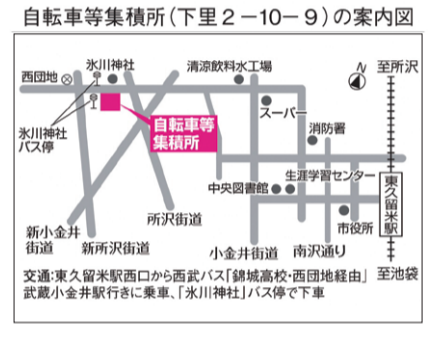 自転車等集積所(下里2-10-9)の案内図
氷川神社
清涼飲料水工場
N
至所沢
西団地
スーパー
氷川神社
バス停
自転車等
集積所
消防署
生涯学習センター
中央図書館
東久留米駅
市役所
所沢街道
新小金井
街道
新所沢街道
小金井街道
南沢通り
至池袋
交通:東久留米駅西口から西武バス「錦城高校・西団地経由」
武蔵小金井駅行きに乗車、「氷川神社」バス停で下車